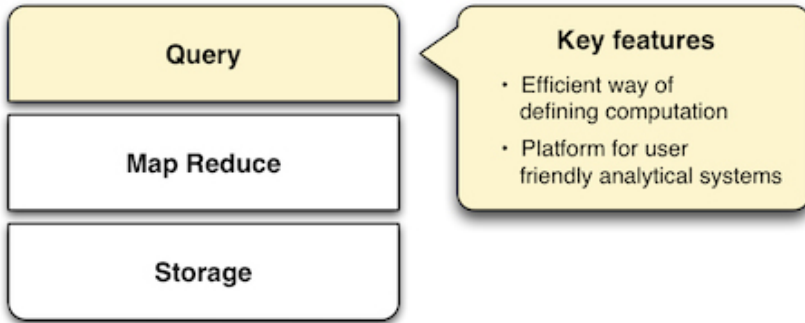 Query
Map Reduce
Storage
Key features
• Efficient way of
defining computation
• Platform for user
friendly analytical systems